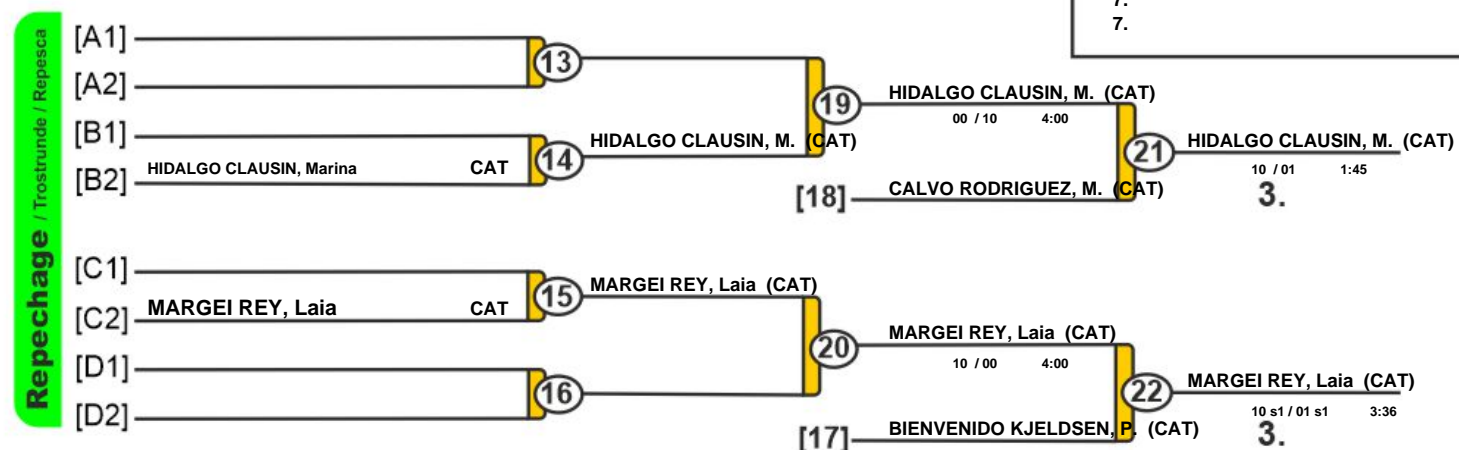 7.
7.
Repechage / Trostrunde / Repesca
[A1]
13
[A2]
19
HIDALGO CLAUSIN, M. (CAT)
00 / 10 4:00
[B1]
HIDALGO CLAUSIN, M. (CAT)
14
HIDALGO CLAUSIN, Marina CAT
[B2]
21
HIDALGO CLAUSIN, M. (CAT)
10 / 01 1:45
3.
[18]
CALVO RODRIGUEZ, M. (CAT)
[C1]
15
MARGEI REY, Laia (CAT)
[C2]
MARGEI REY, Laia CAT
20
MARGEI REY, Laia (CAT)
10 / 00 4:00
[D1]
16
[D2]
22
MARGEI REY, Laia (CAT)
10 s1 / 01 s1 3:36
3.
[17]
BIENVENIDO KJELDSEN, P. (CAT)